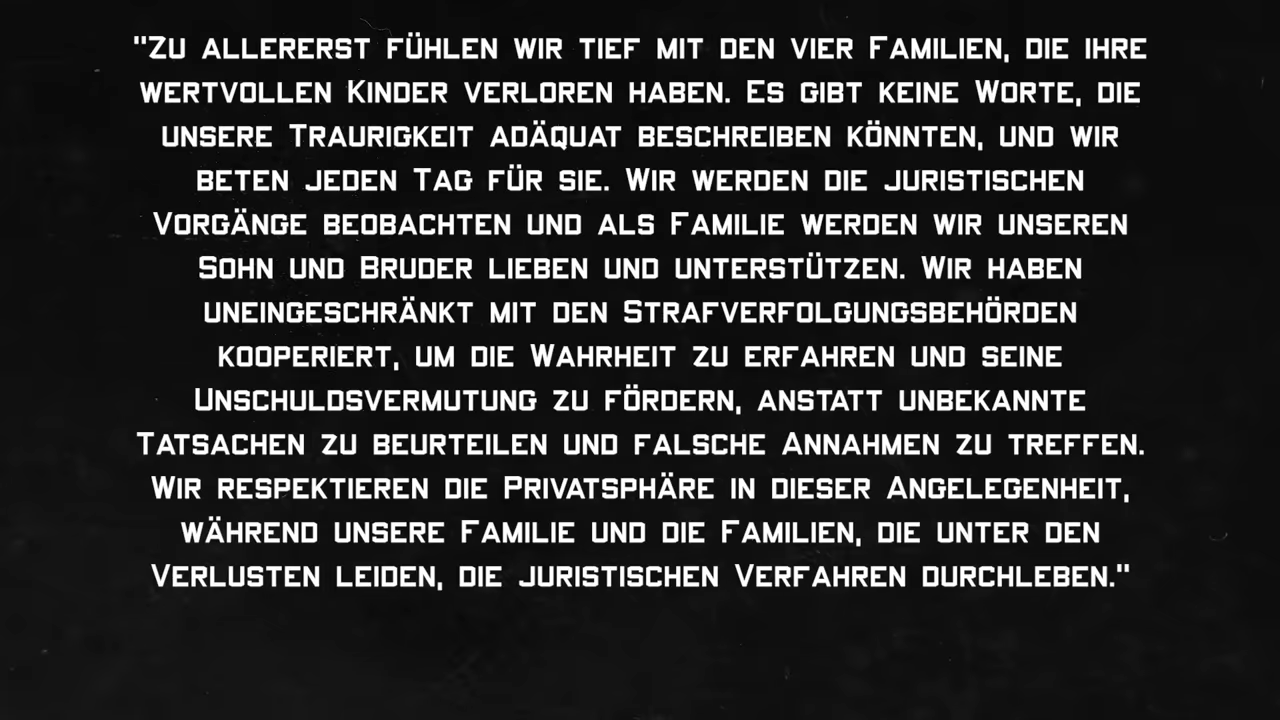 "Zu allererst fühlen wir tief mit den vier Familien, die ihre
wertvollen Kinder verloren haben. Es gibt keine Worte, die
unsere Traurigkeit adäquat beschreiben könnten, und wir
beten jeden Tag für sie. Wir werden die juristischen
Vorgänge beobachten und als Familie werden wir unseren
Sohn und Bruder lieben und unterstützen. Wir haben
uneingeschränkt mit den Strafverfolgungsbehörden
kooperiert, um die Wahrheit zu erfahren und seine
Unschuldsvermutung zu fördern, anstatt unbekannte
Tatsachen zu beurteilen und falsche Annahmen zu treffen.
Wir respektieren die Privatsphäre in dieser Angelegenheit,
während unsere Familie und die Familien, die unter den
Verlusten leiden, die juristischen Verfahren durchleben."